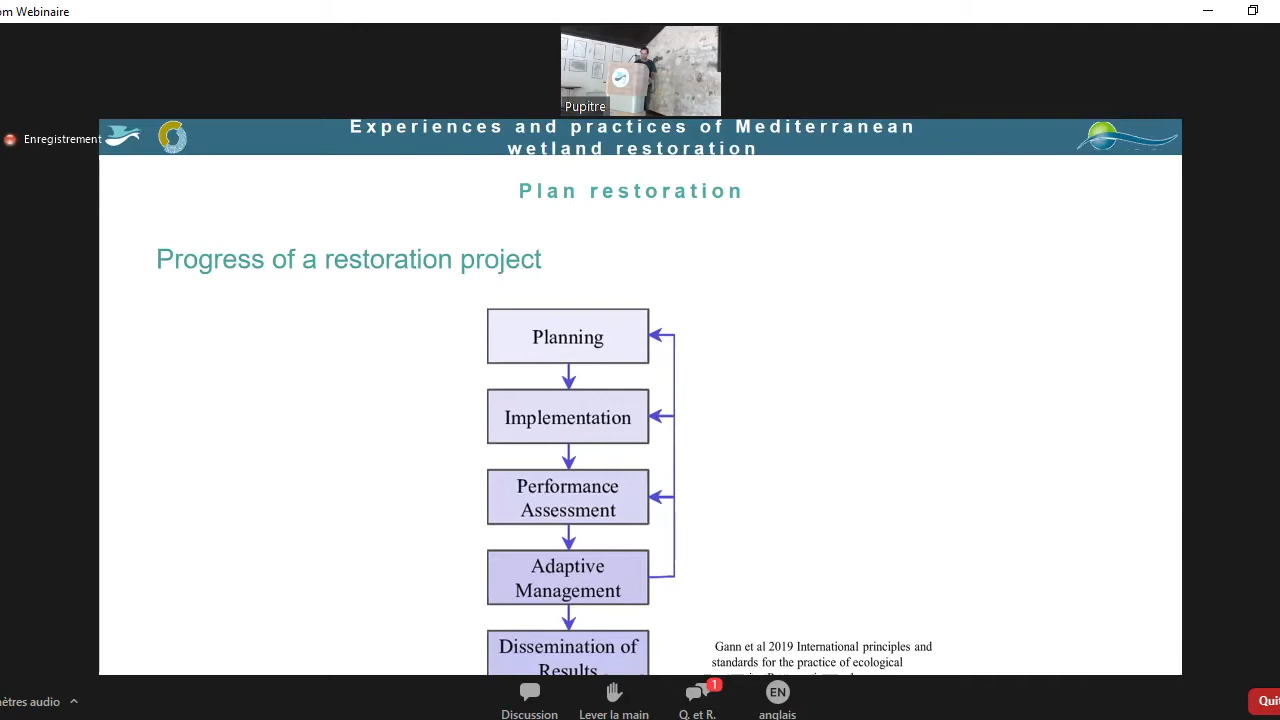 om Webinaire
Pupitre
Enregistrement
Experiences and practices of Mediterranean
wetland restoration
Plan restoration
Progress of a restoration project
Planning
Implementation
Performance
Assessment
Adaptive
Management
Dissemination of
Results
Gann et al 2019 International principles and
standards for the practice of ecological
mètres audio
Discussion
Lever la main
1
Q. et R.
EN
anglais
Quit